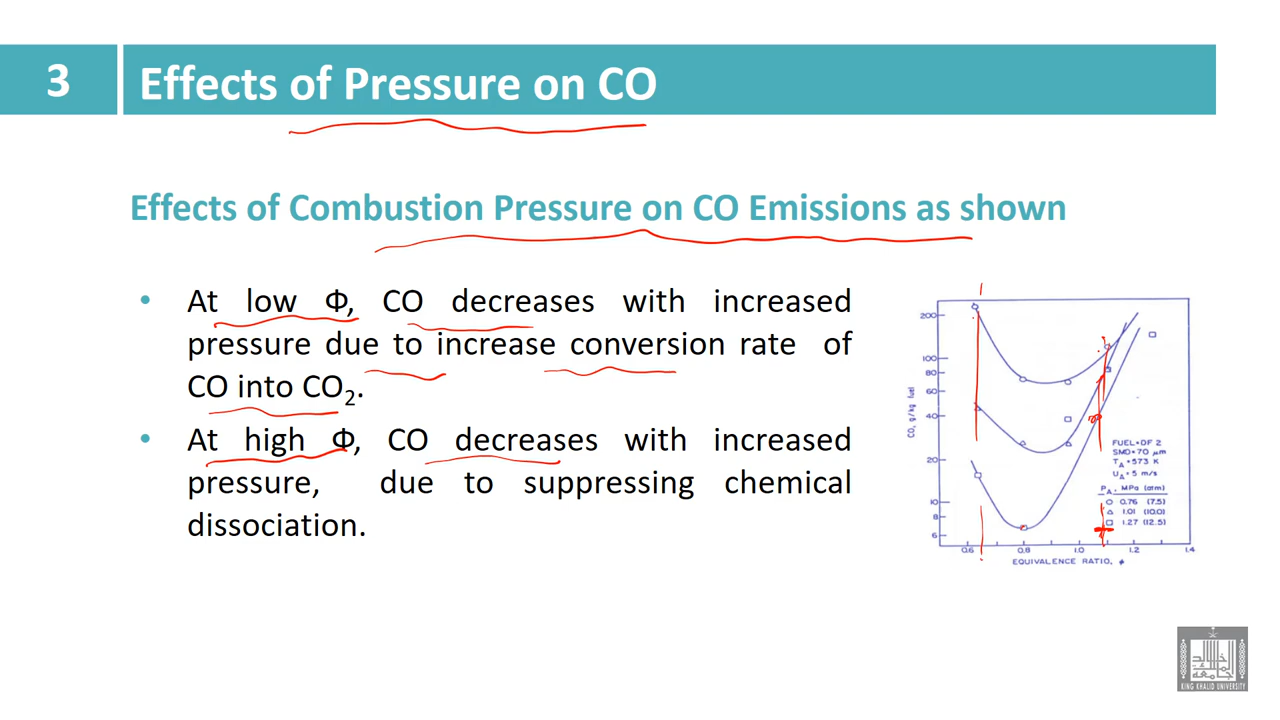 3
Effects of Pressure on CO
Effects of Combustion Pressure on CO Emissions as shown
• At low Φ, CO decreases with increased
pressure due to increase conversion rate of
CO into CO₂.
• At high Φ, CO decreases with increased
pressure, due to suppressing chemical
dissociation.
200
100
80
60
40
20
10
8
6
CO, g/kg fuel
FUEL=DF 2
SMD=70 μm
T_A=573 K
U_A=5 m/s
P_A, MPa (atm)
○ 0.76 (7.5)
△ 1.01 (10.0)
□ 1.27 (12.5)
0.6 0.8 1.0 1.2 1.4
EQUIVALENCE RATIO, ϕ
KING KHALID UNIVERSITY